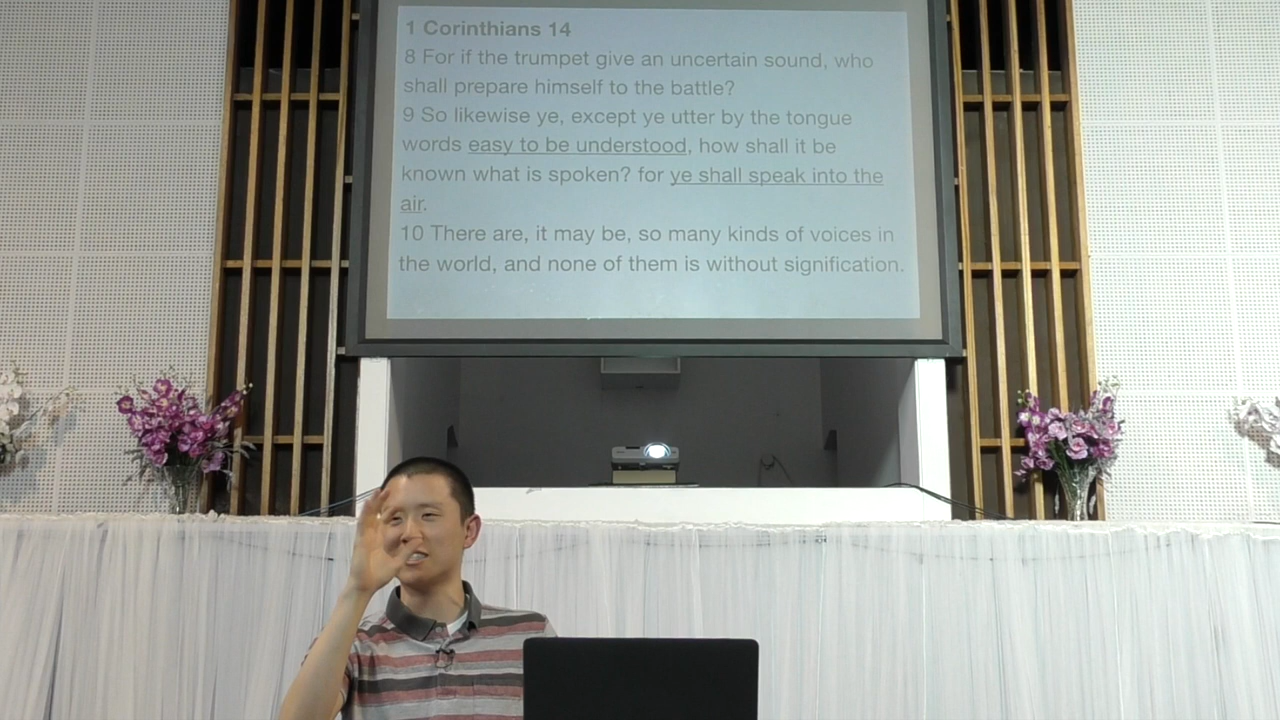 1 Corinthians 14
8 For if the trumpet give an uncertain sound, who
shall prepare himself to the battle?
9 So likewise ye, except ye utter by the tongue
words easy to be understood, how shall it be
known what is spoken? for ye shall speak into the
air.
10 There are, it may be, so many kinds of voices in
the world, and none of them is without signification.